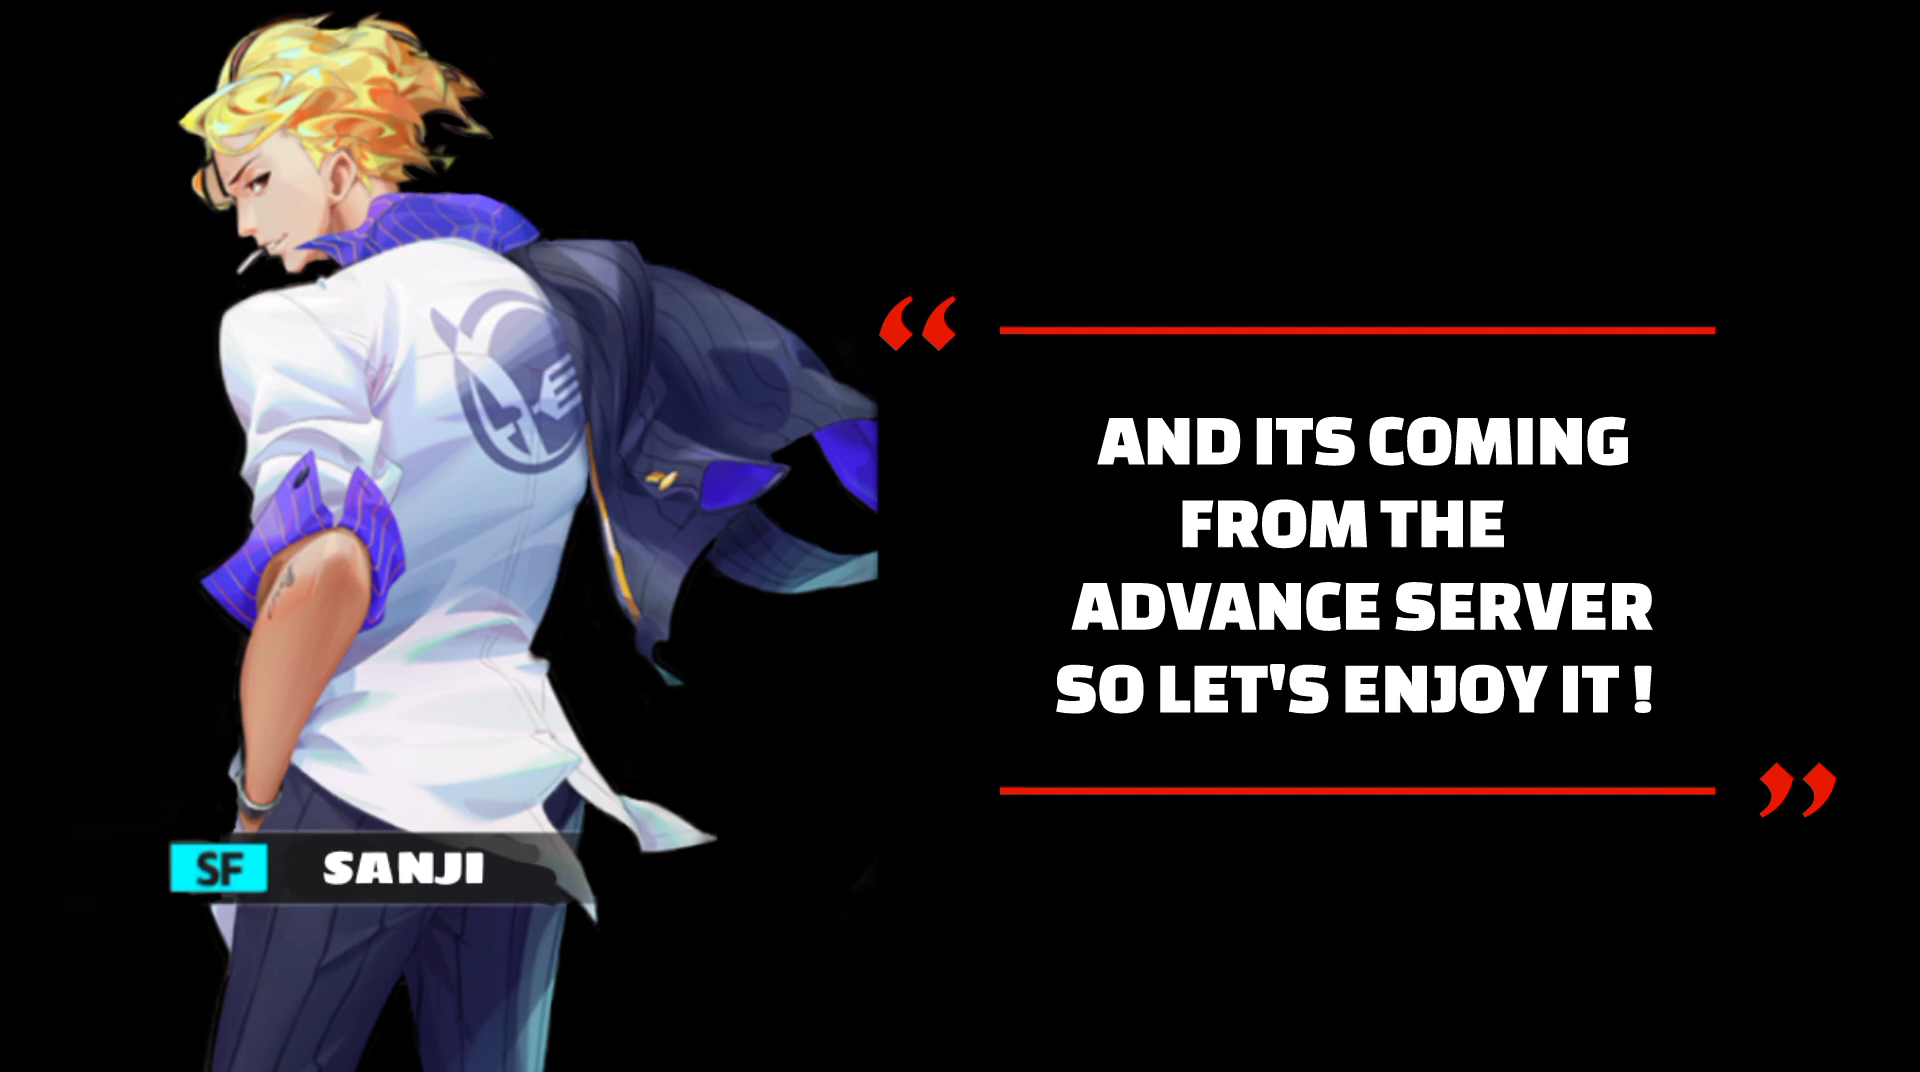 “
AND ITS COMING
FROM THE
ADVANCE SERVER
SO LET'S ENJOY IT !
”
SF SANJI